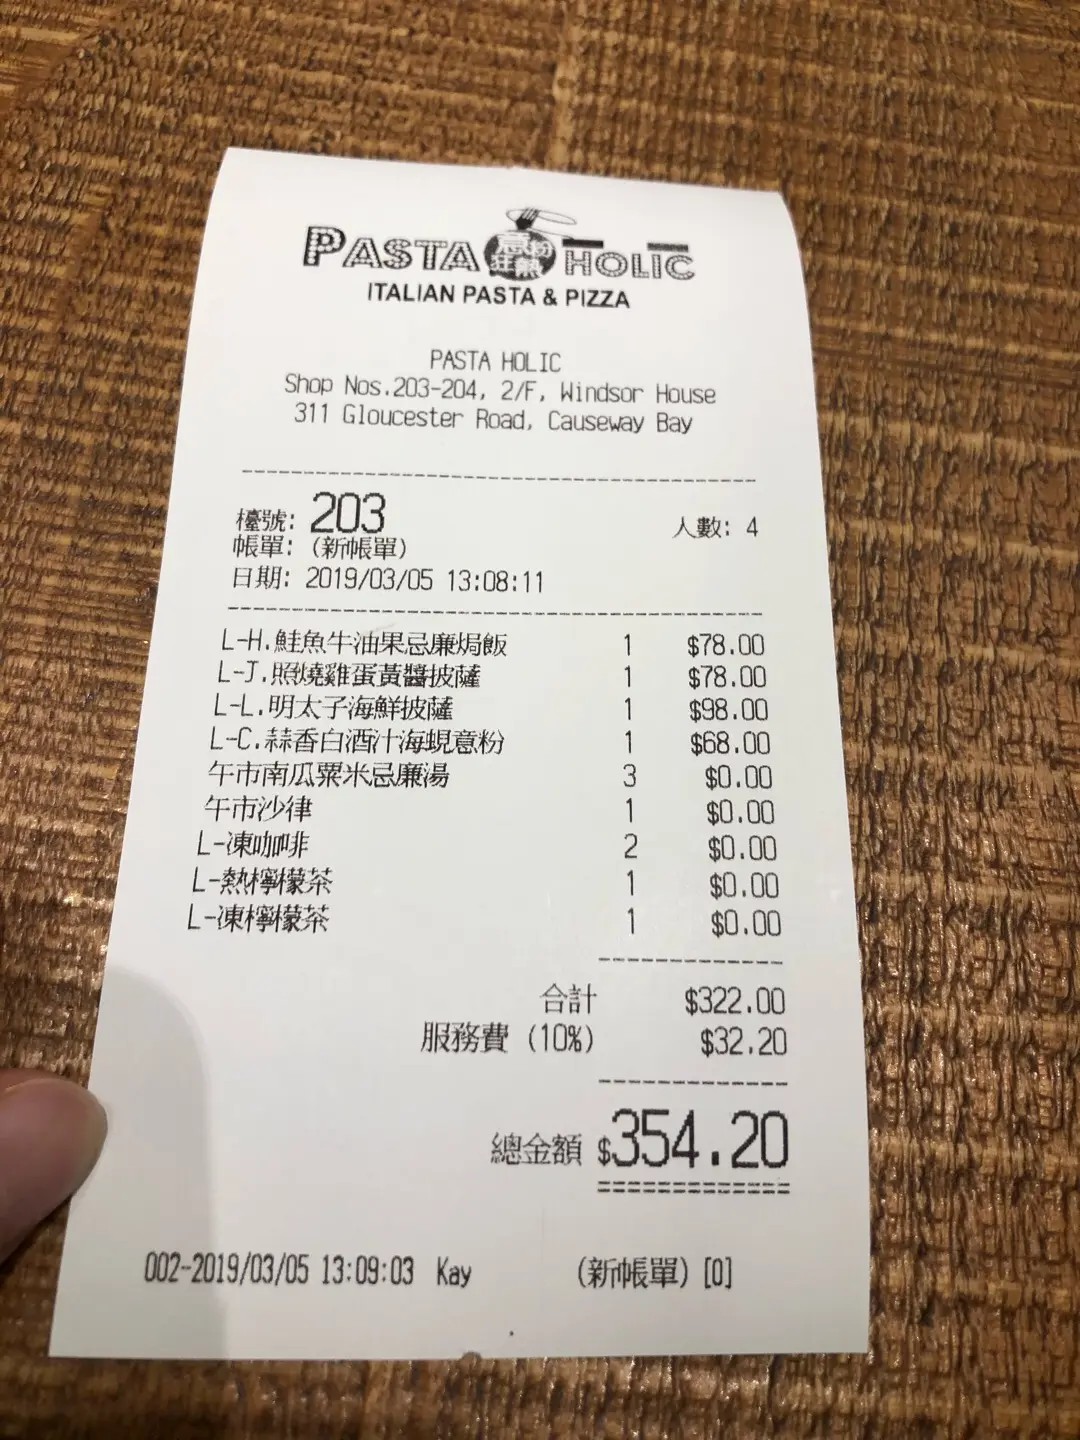 PASTA 意粉狂熱 HOLIC
ITALIAN PASTA & PIZZA
PASTA HOLIC
Shop Nos.203-204, 2/F, Windsor House
311 Gloucester Road, Causeway Bay
檯號: 203 人數: 4
帳單: (新帳單)
日期: 2019/03/05 13:08:11
L-H.鮭魚牛油果忌廉焗飯 1 $78.00
L-J.照燒雞蛋黃醬披薩 1 $78.00
L-L.明太子海鮮披薩 1 $98.00
L-C.蒜香白酒汁海蜆意粉 1 $68.00
午市南瓜粟米忌廉湯 3 $0.00
午市沙律 1 $0.00
L-凍咖啡 2 $0.00
L-熱檸檬茶 1 $0.00
L-凍檸檬茶 1 $0.00
合計 $322.00
服務費 (10%) $32.20
總金額 $354.20
002-2019/03/05 13:09:03 Kay (新帳單) [0]